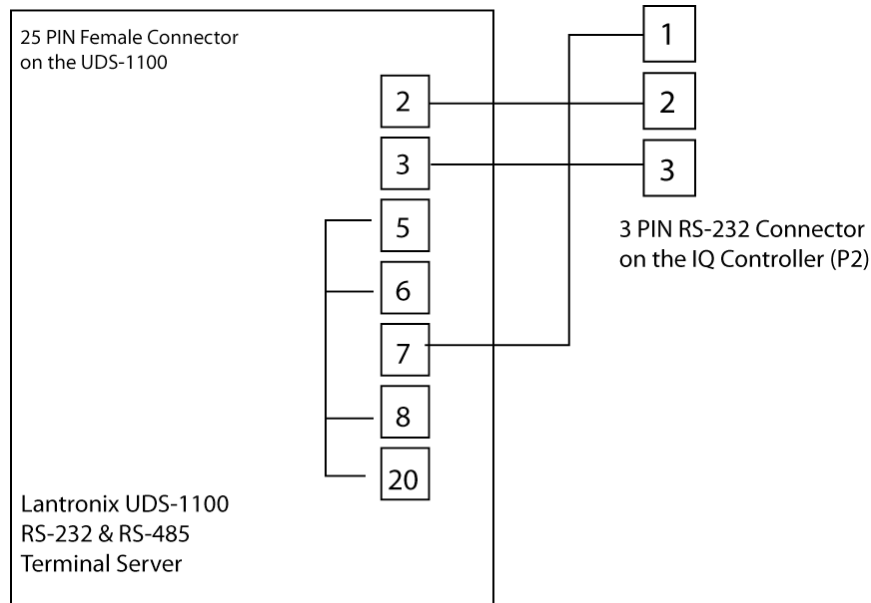 25 PIN Female Connector
on the UDS-1100
1
2
2
3
3
5
6
7
8
20
3 PIN RS-232 Connector
on the IQ Controller (P2)
Lantronix UDS-1100
RS-232 & RS-485
Terminal Server